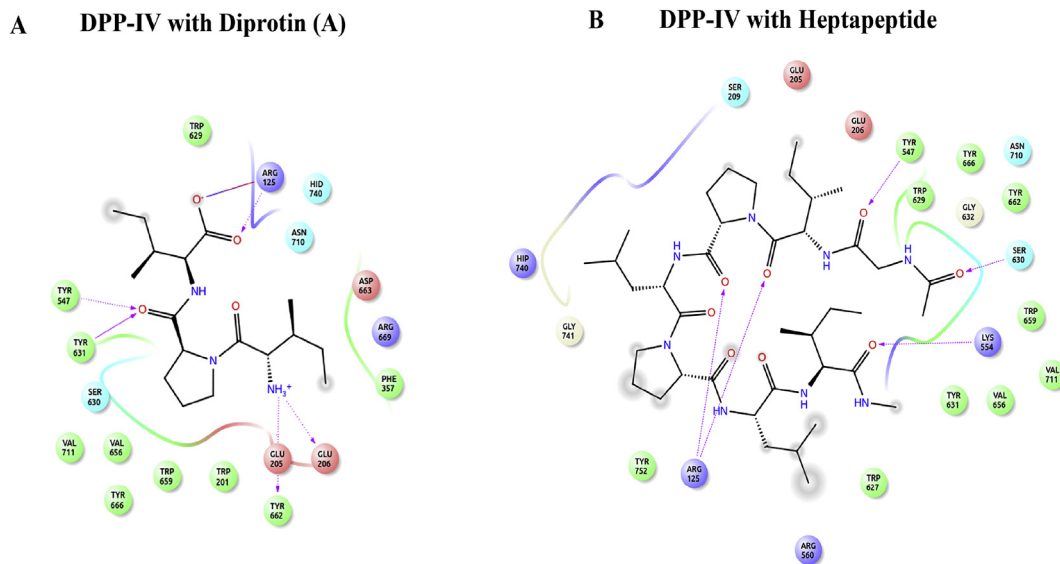 A DPP-IV with Diprotin (A)
TRP
629
ARG
125
HID
740
ASN
710
O-
O
NH
TYR
547
O
O
TYR
631
N
ASP
663
ARG
669
PHE
357
NH3+
SER
630
VAL
711
VAL
656
TRP
659
TRP
201
GLU
205
GLU
206
TYR
666
TYR
662
B DPP-IV with Heptapeptide
GLU
205
SER
209
GLU
206
TYR
547
TYR
666
ASN
710
TRP
629
TYR
662
GLY
632
SER
630
HIP
740
GLY
741
N
O
O
N
H
O
H
N
O
H
N
O
O
O
N
TRP
659
LYS
554
VAL
711
O
O
O
NH
NH
HN
TYR
631
VAL
656
TYR
752
ARG
125
TRP
627
ARG
560